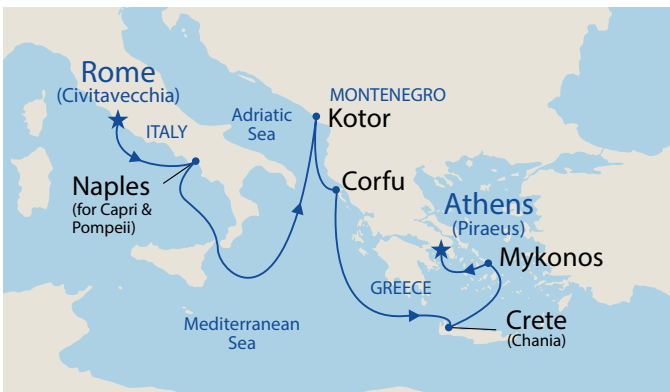 Rome
(Civitavecchia)
ITALY
Adriatic
Sea
MONTENEGRO
Kotor
Naples
(for Capri &
Pompeii)
Corfu
Athens
(Piraeus)
Mykonos
GREECE
Mediterranean
Sea
Crete
(Chania)